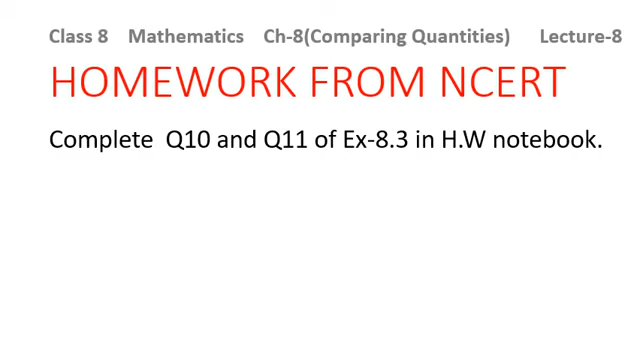 Class 8 Mathematics Ch-8(Comparing Quantities) Lecture-8
HOMEWORK FROM NCERT
Complete Q10 and Q11 of Ex-8.3 in H.W notebook.